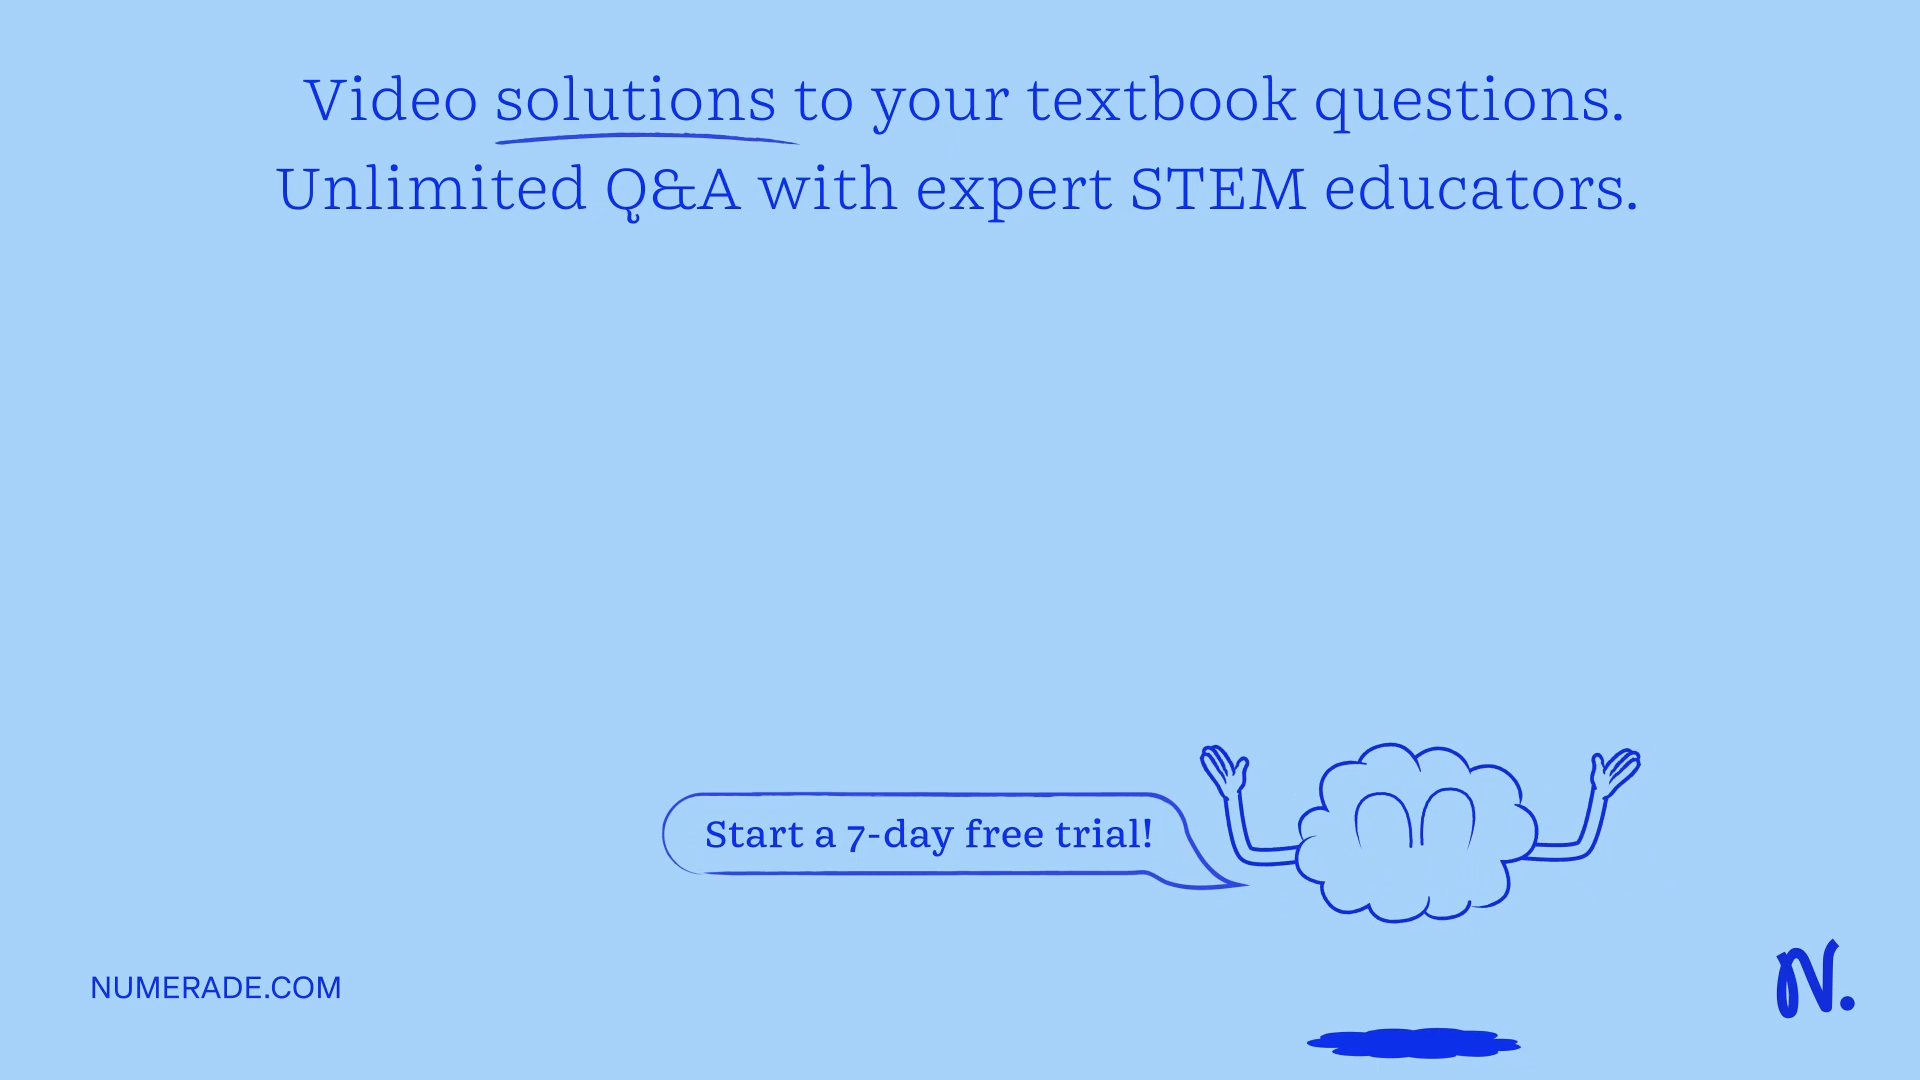 Video solutions to your textbook questions.
Unlimited Q&A with expert STEM educators.
Start a 7-day free trial!
NUMERADE.COM
N.